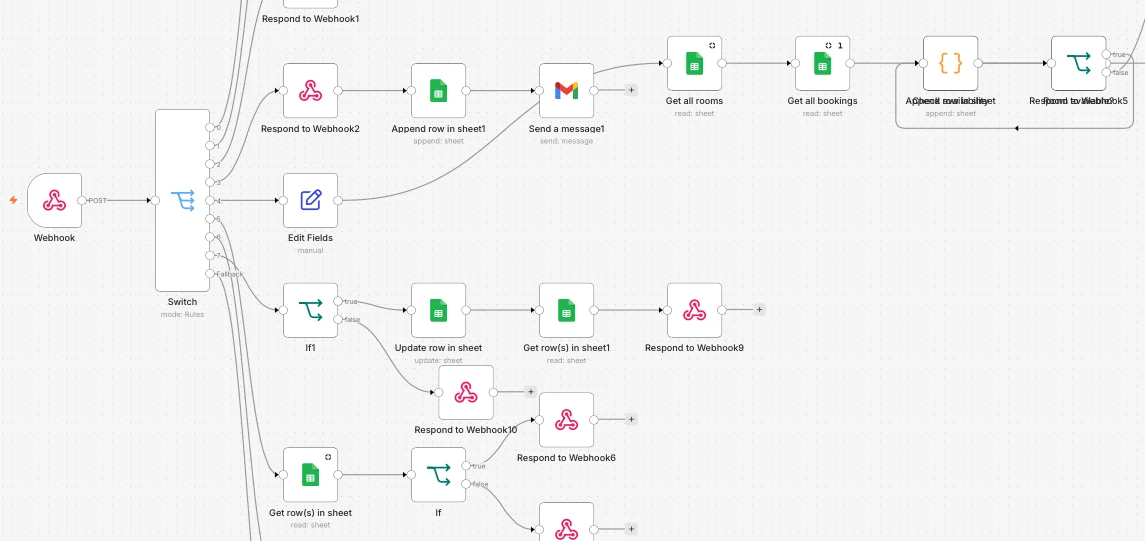 Respond to Webhook1
true
false
Get all rooms
read: sheet
1
Get all bookings
read: sheet
append: sheet
Respond to Webhook2
Append row in sheet1
append: sheet
Send a message1
send: message
+
0
1
2
3
4
5
6
7
Fallback
POST
Webhook
Switch
mode: Rules
Edit Fields
manual
If1
true
false
Update row in sheet
update: sheet
Get row(s) in sheet1
read: sheet
Respond to Webhook9
+
Respond to Webhook10
+
Respond to Webhook6
+
Get row(s) in sheet
read: sheet
If
true
false
+